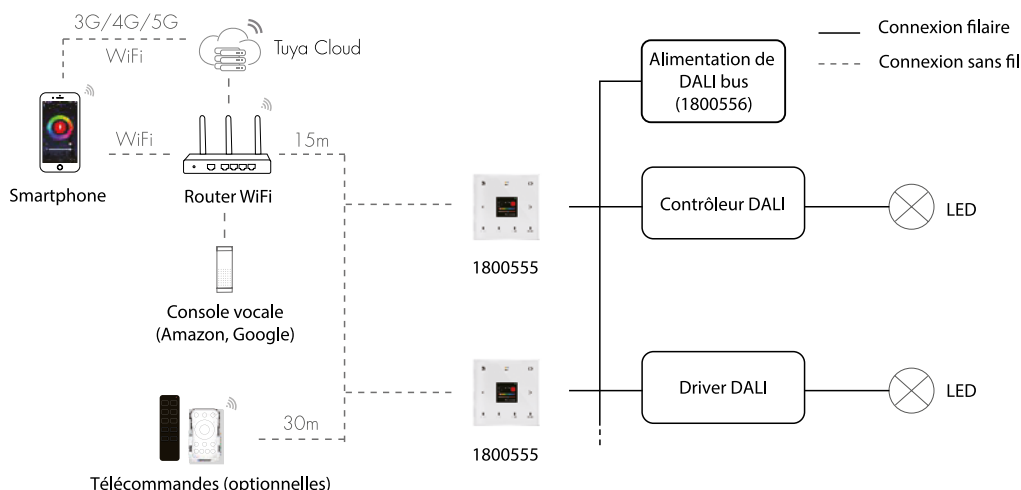 3G/4G/5G
WiFi
Tuya Cloud
WiFi
15m
Smartphone
Router WiFi
Console vocale
(Amazon, Google)
30m
Télécommandes (optionnelles)
1800555
1800555
Alimentation de
DALI bus
(1800556)
Contrôleur DALI
LED
Driver DALI
LED
Connexion filaire
Connexion sans fil